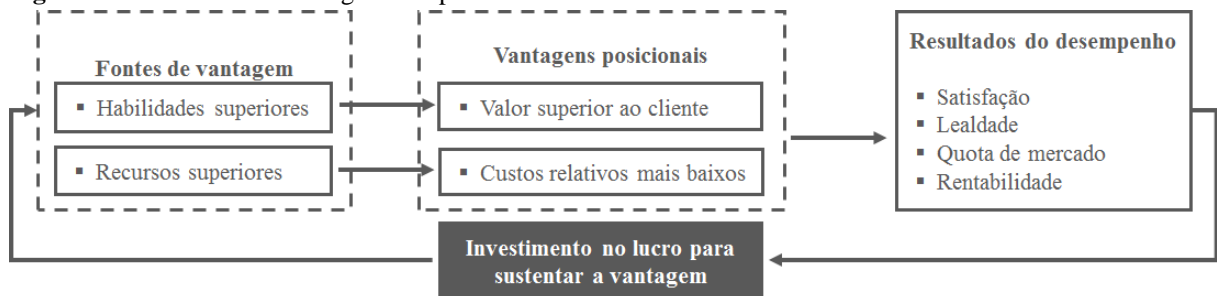 Fontes de vantagem
▪ Habilidades superiores
▪ Recursos superiores
Vantagens posicionais
▪ Valor superior ao cliente
▪ Custos relativos mais baixos
Resultados do desempenho
▪ Satisfação
▪ Lealdade
▪ Quota de mercado
▪ Rentabilidade
Investimento no lucro para
sustentar a vantagem